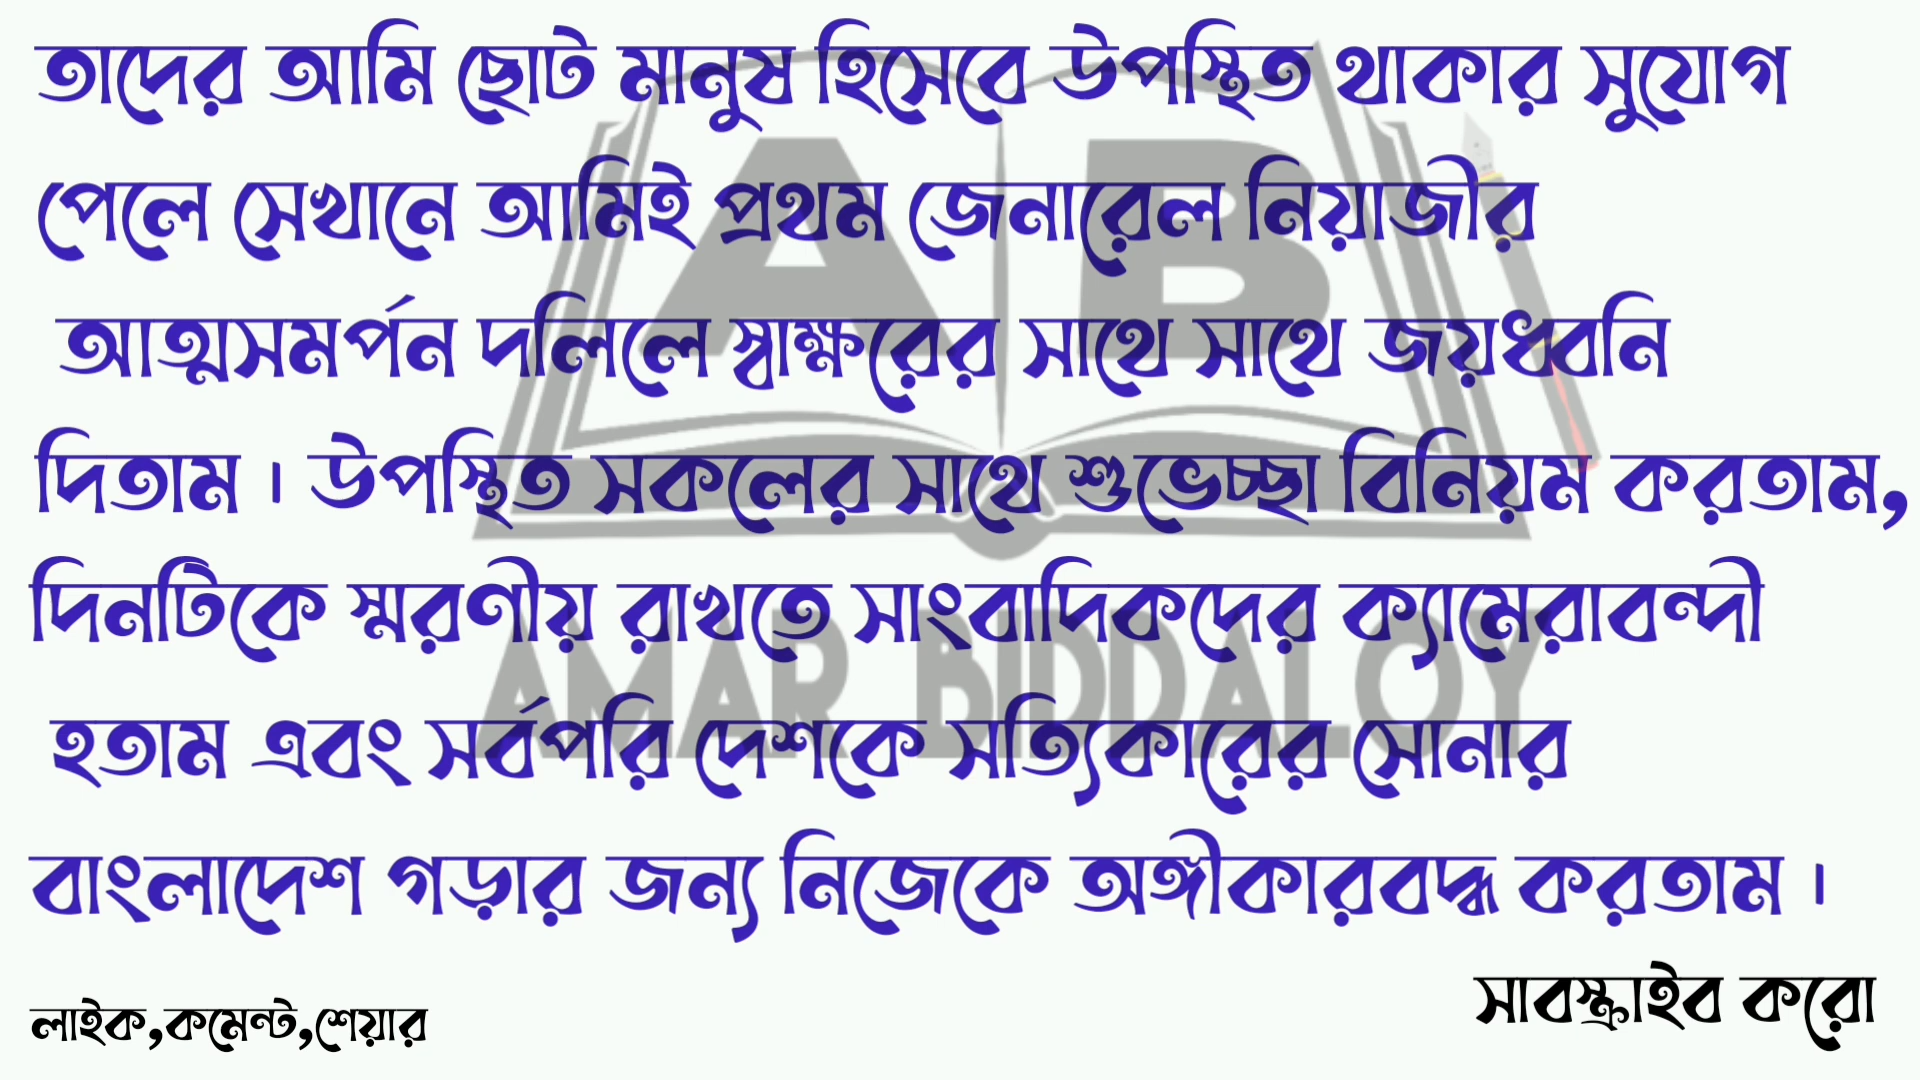 তাদের আমি ছোট মানুষ হিসেবে উপস্থিত থাকার সুযোগ
পেলে সেখানে আমিই প্রথম জেনারেল নিয়াজীর
আত্মসমর্পন দলিলে স্বাক্ষরের সাথে সাথে জয়ধ্বনি
দিতাম । উপস্থিত সকলের সাথে শুভেচ্ছা বিনিয়ম করতাম,
দিনটিকে স্মরণীয় রাখতে সাংবাদিকদের ক্যামেরাবন্দী
হতাম এবং সর্বপরি দেশকে সত্যিকারের সোনার
বাংলাদেশ গড়ার জন্য নিজেকে অঙ্গীকারবদ্ধ করতাম ।
সাবস্ক্রাইব করো
লাইক,কমেন্ট,শেয়ার
AB
AMAR BIDDALOY